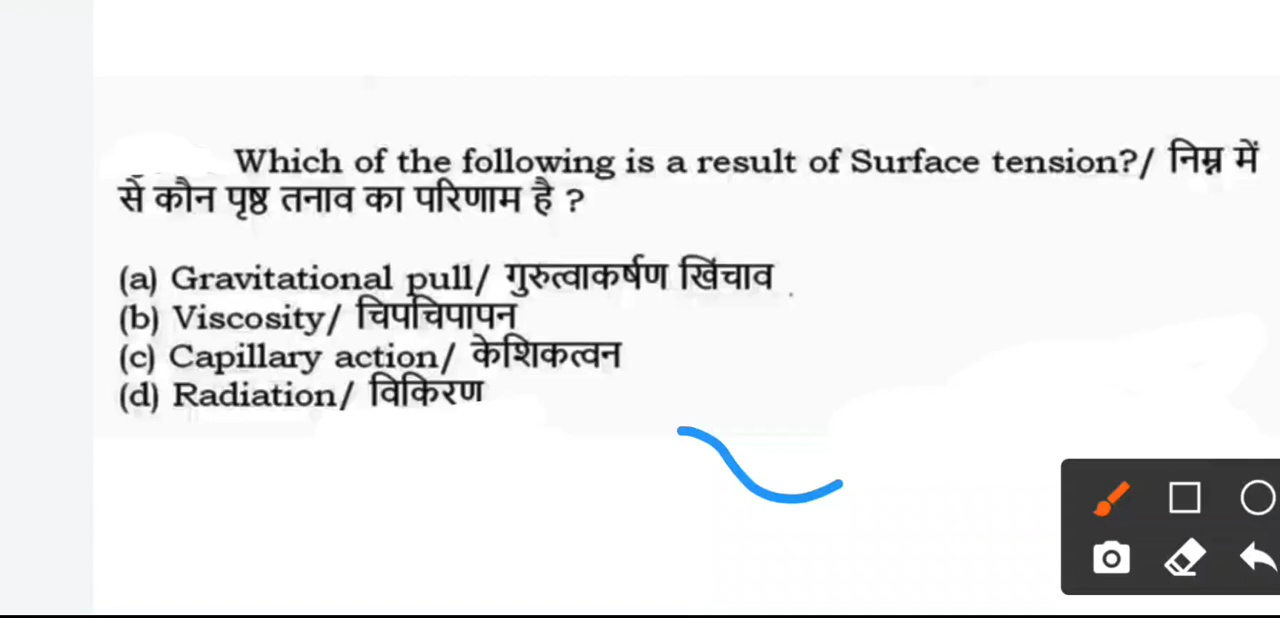 Which of the following is a result of Surface tension?/ निम्न में
से कौन पृष्ठ तनाव का परिणाम है ?
(a) Gravitational pull/ गुरुत्वाकर्षण खिंचाव
(b) Viscosity/ चिपचिपापन
(c) Capillary action/ केशिकत्वन
(d) Radiation/ विकिरण